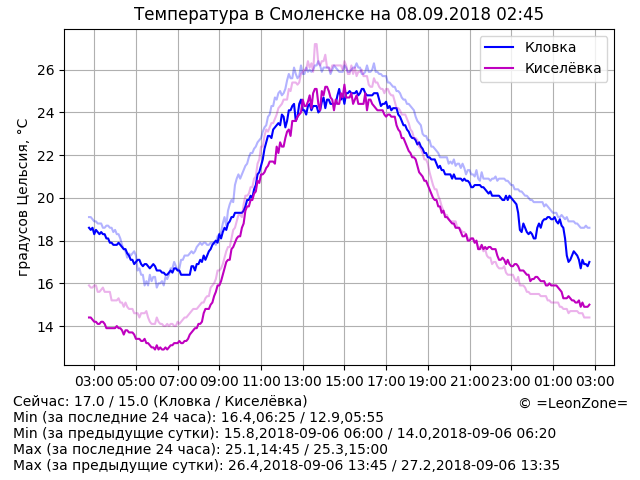 Температура в Смоленске на 08.09.2018 02:45
градусов Цельсия, °C
26
24
22
20
18
16
14
Кловка
Киселёвка
03:00 05:00 07:00 09:00 11:00 13:00 15:00 17:00 19:00 21:00 23:00 01:00 03:00
Сейчас: 17.0 / 15.0 (Кловка / Киселёвка)
© =LeonZone=
Min (за последние 24 часа): 16.4,06:25 / 12.9,05:55
Min (за предыдущие сутки): 15.8,2018-09-06 06:00 / 14.0,2018-09-06 06:20
Max (за последние 24 часа): 25.1,14:45 / 25.3,15:00
Max (за предыдущие сутки): 26.4,2018-09-06 13:45 / 27.2,2018-09-06 13:35